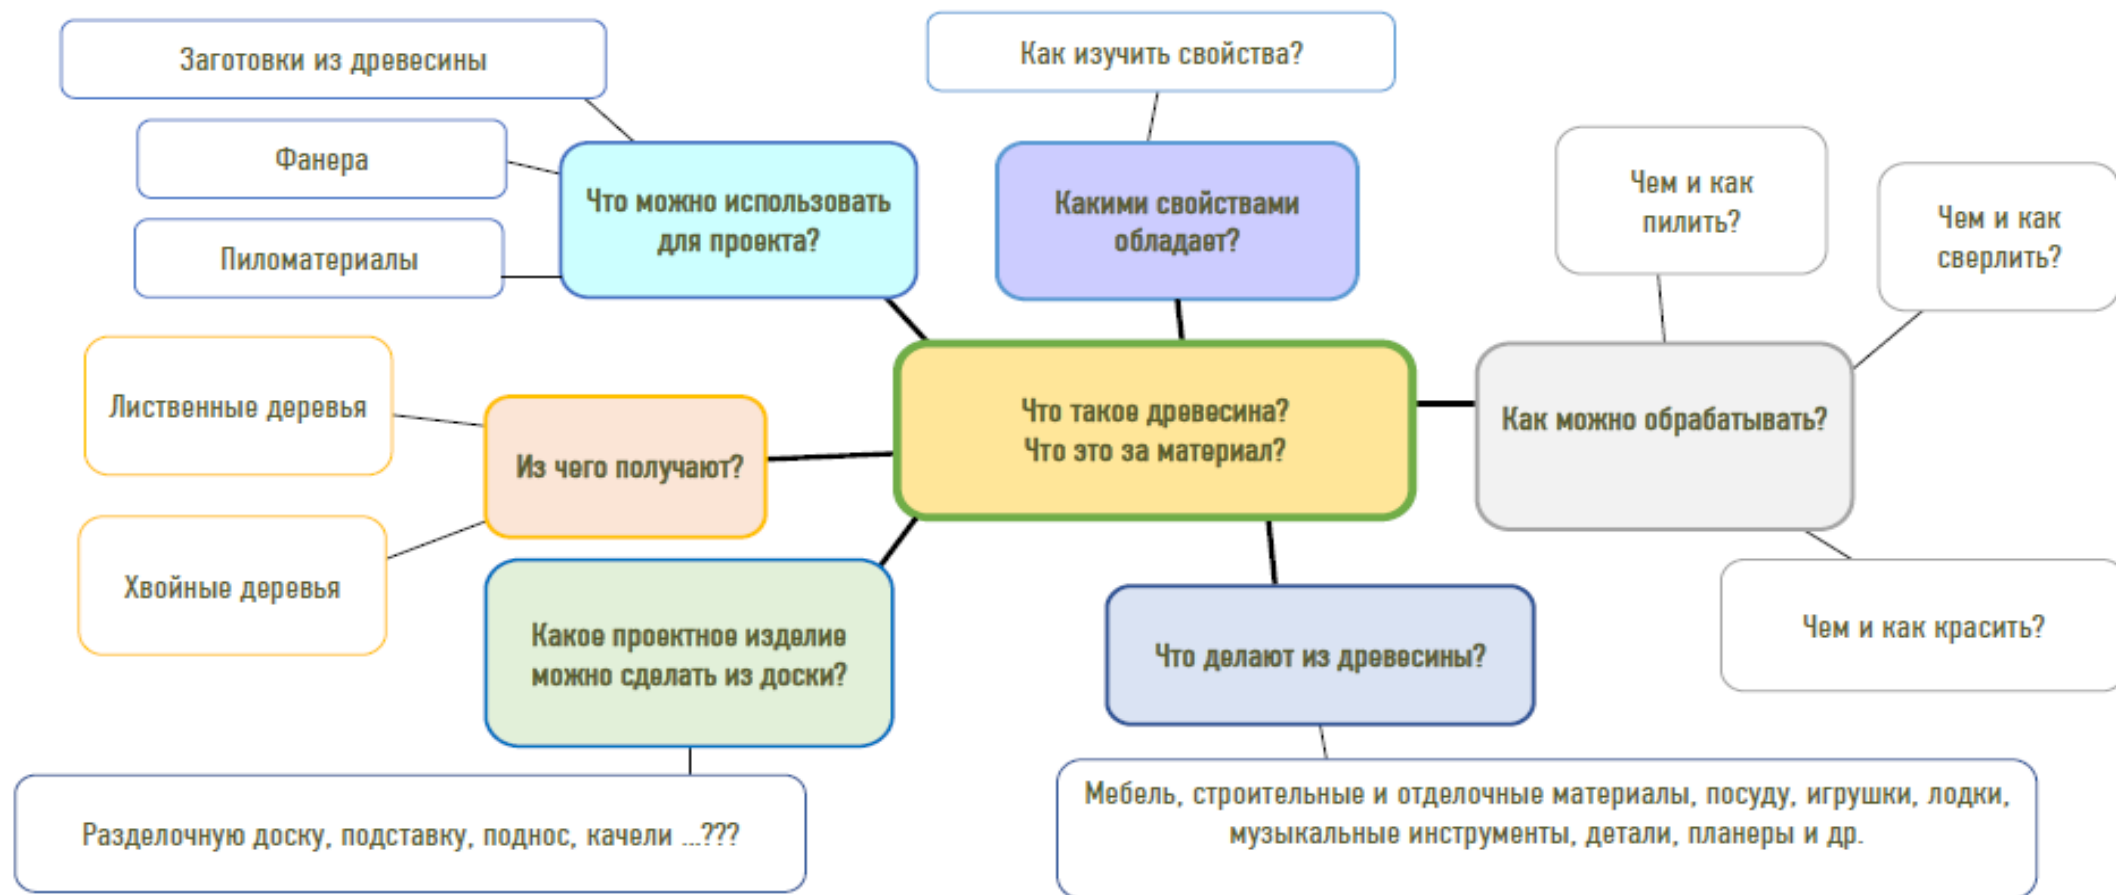 Заготовки из древесины
Фанера
Пиломатериалы
Что можно использовать
для проекта?
Как изучить свойства?
Какими свойствами
обладает?
Чем и как
пилить?
Чем и как
сверлить?
Как можно обрабатывать?
Чем и как красить?
Что такое древесина?
Что это за материал?
Лиственные деревья
Из чего получают?
Хвойные деревья
Какое проектное изделие
можно сделать из доски?
Разделочную доску, подставку, поднос, качели ...???
Что делают из древесины?
Мебель, строительные и отделочные материалы, посуду, игрушки, лодки,
музыкальные инструменты, детали, планеры и др.